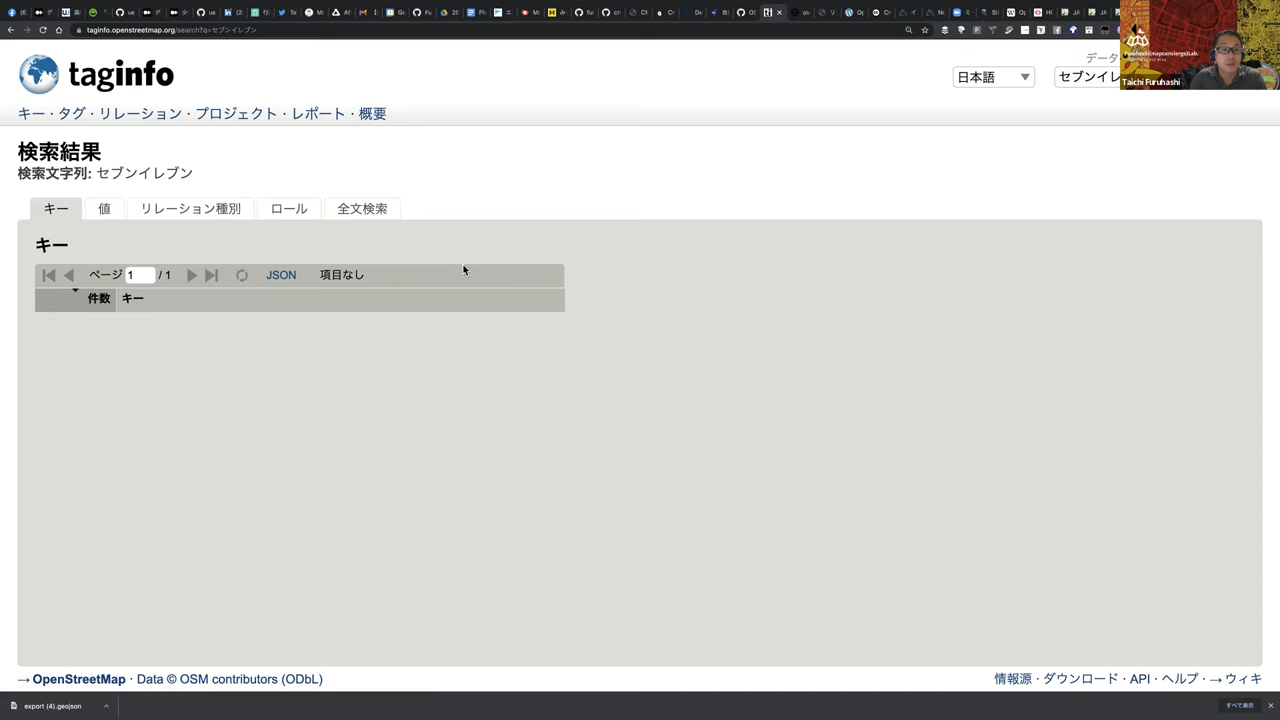 taginfo.openstreetmap.org/search?q=セブンイレブン
taginfo
日本語
データ
セブンイレ
Taichi Furuhashi
キー・タグ・リレーション・プロジェクト・レポート・概要
検索結果
検索文字列: セブンイレブン
キー
値
リレーション種別
ロール
全文検索
キー
ページ 1 / 1 JSON 項目なし
件数 キー
→ OpenStreetMap · Data © OSM contributors (ODbL)
情報源・ダウンロード・API・ヘルプ・→ ウィキ
export (4).geojson
すべて表示